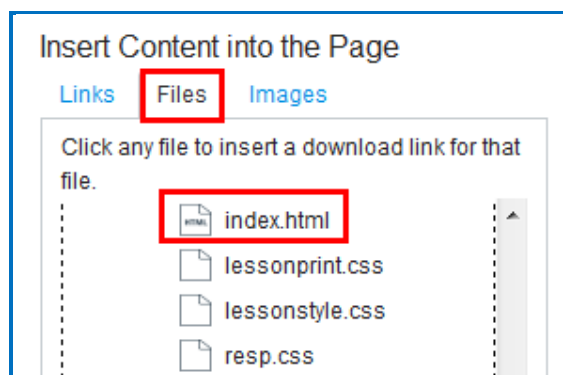 Insert Content into the Page
Links Files Images
Click any file to insert a download link for that
file.
HTML index.html
lessonprint.css
lessonstyle.css
resp.css